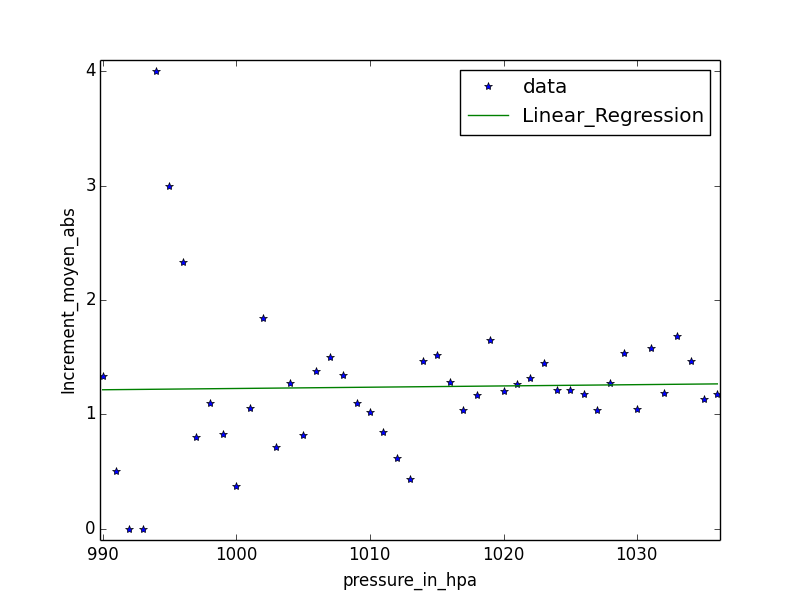 data
Linear_Regression
4
3
2
1
0
Increment_moyen_abs
990 1000 1010 1020 1030
pressure_in_hpa